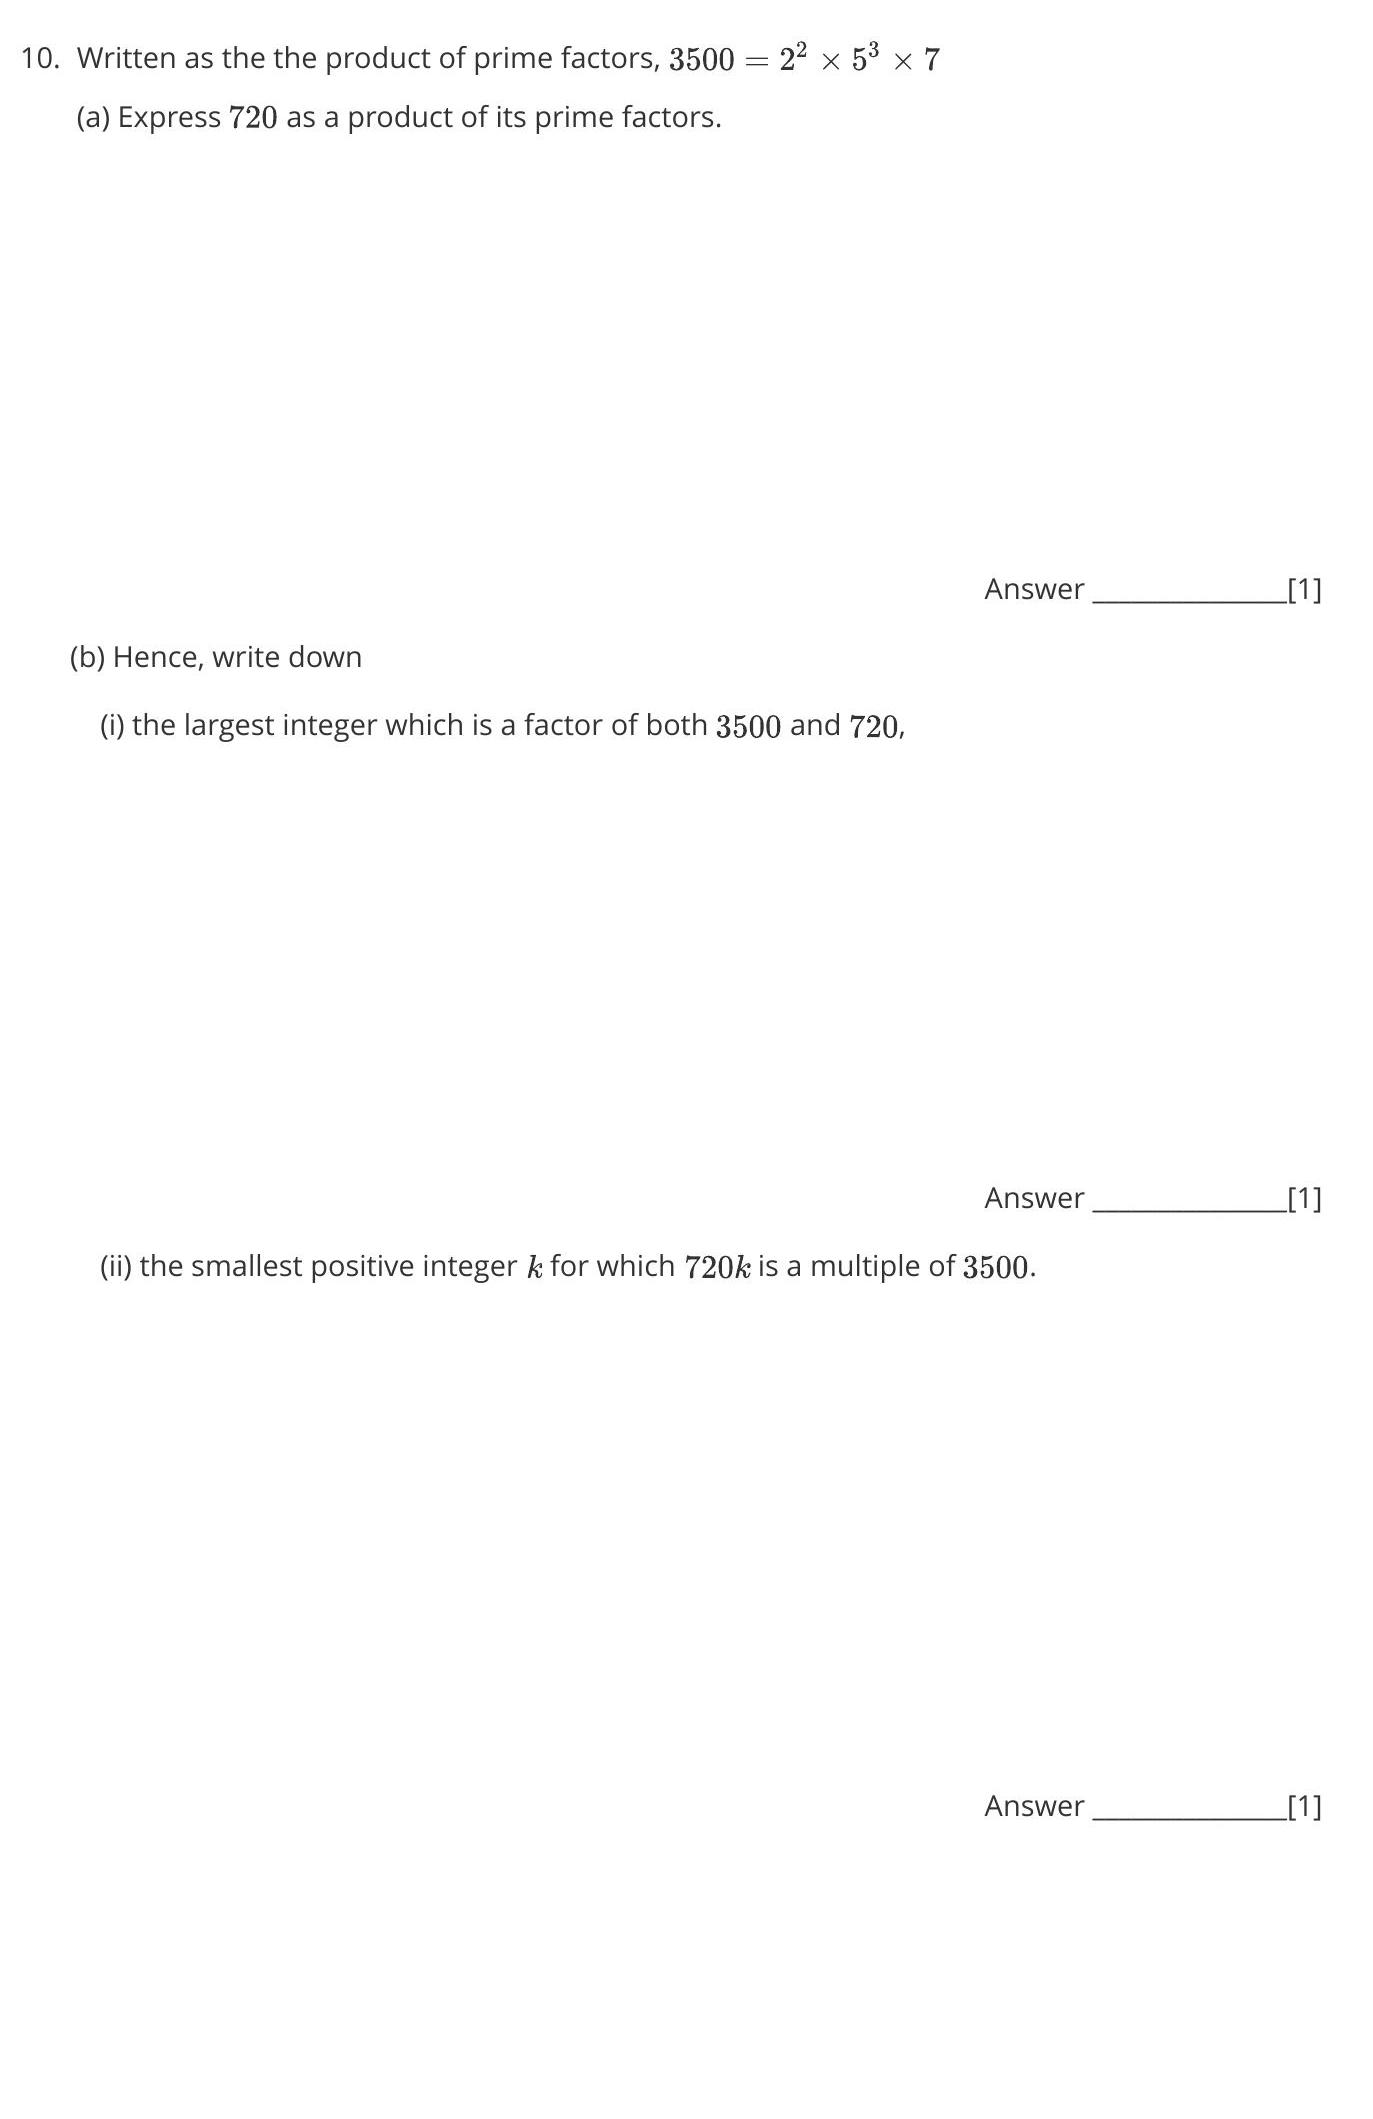 10. Written as the the product of prime factors, 3500 = 2² × 5³ × 7
(a) Express 720 as a product of its prime factors.
Answer ____________[1]
(b) Hence, write down
(i) the largest integer which is a factor of both 3500 and 720,
Answer ____________[1]
(ii) the smallest positive integer k for which 720k is a multiple of 3500.
Answer ____________[1]